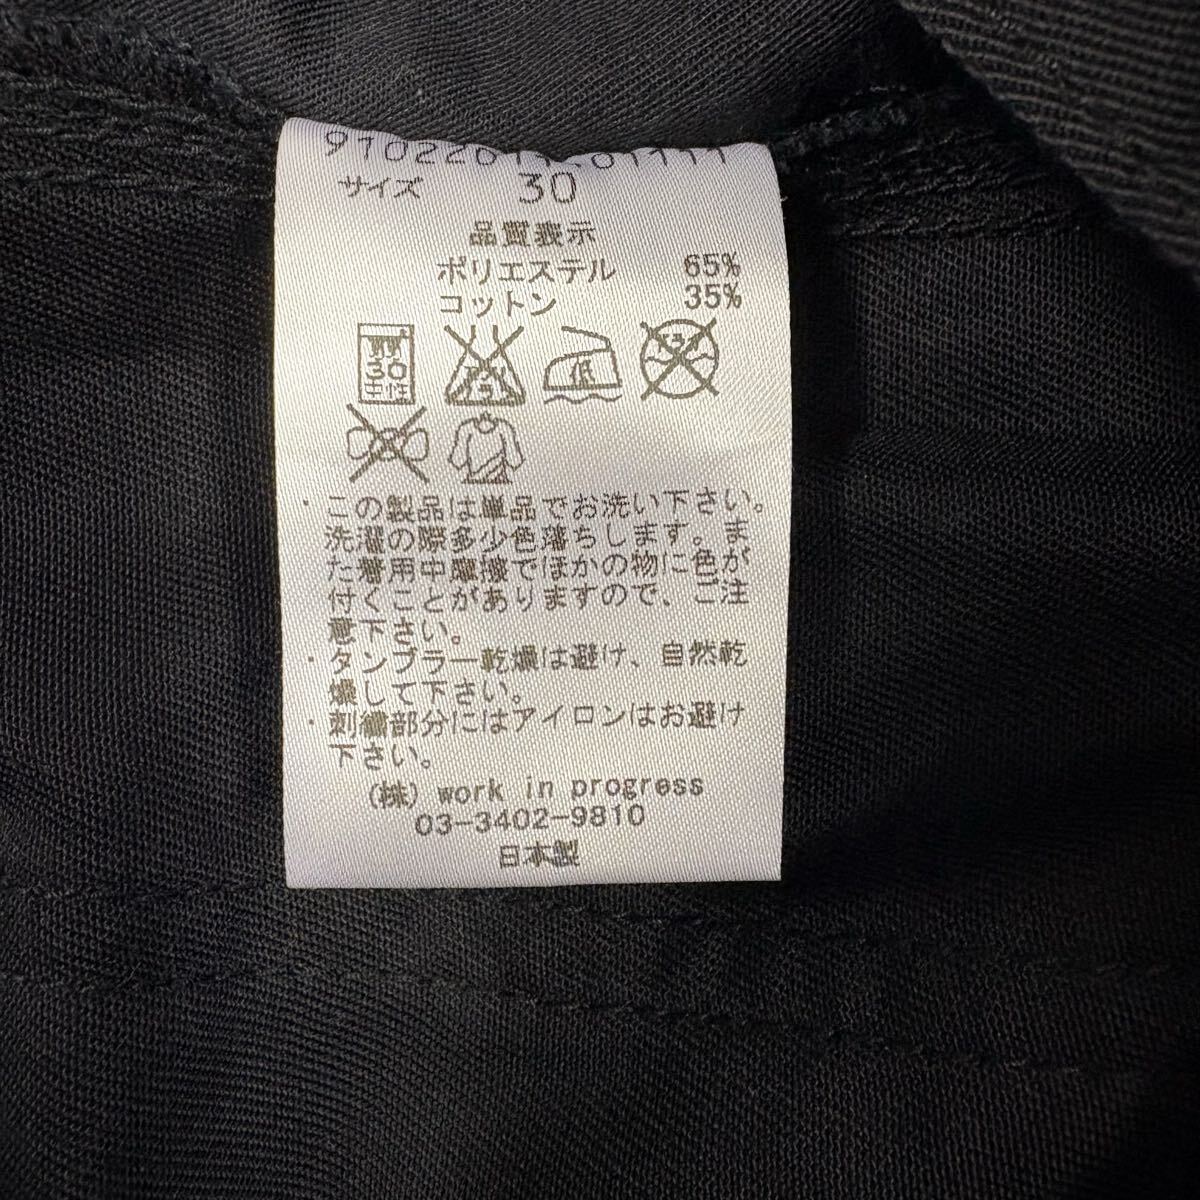 サイズ 30
品質表示
ポリエステル 65%
コットン 35%
30 中性
低
・この製品は単品でお洗い下さい。
洗濯の際多少色落ちします。ま
た着用中摩擦でほかの物に色が
付くことがありますので、ご注
意下さい。
・タンブラー乾燥は避け、自然乾
燥して下さい。
・刺繍部分にはアイロンはお避け
下さい。
(株) work in progress
03-3402-9810
日本製